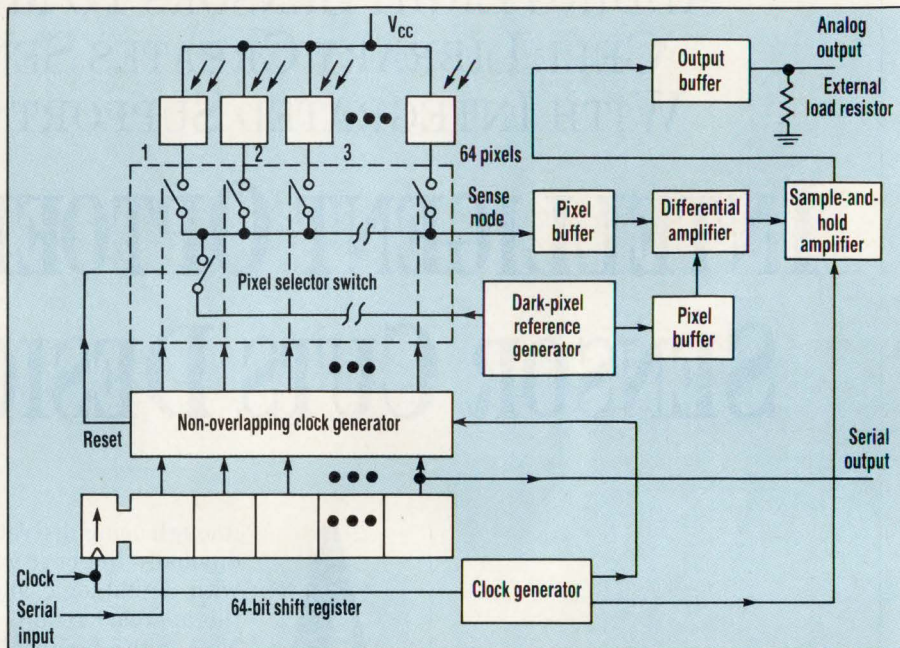 V_CC
Output
buffer
Analog
output
External
load resistor
1
2
3
64 pixels
Sense
node
Pixel
buffer
Differential
amplifier
Sample-and-
hold
amplifier
Pixel selector switch
Dark-pixel
reference
generator
Pixel
buffer
Reset
Non-overlapping clock generator
Serial
output
Clock
Serial
input
64-bit shift register
Clock generator